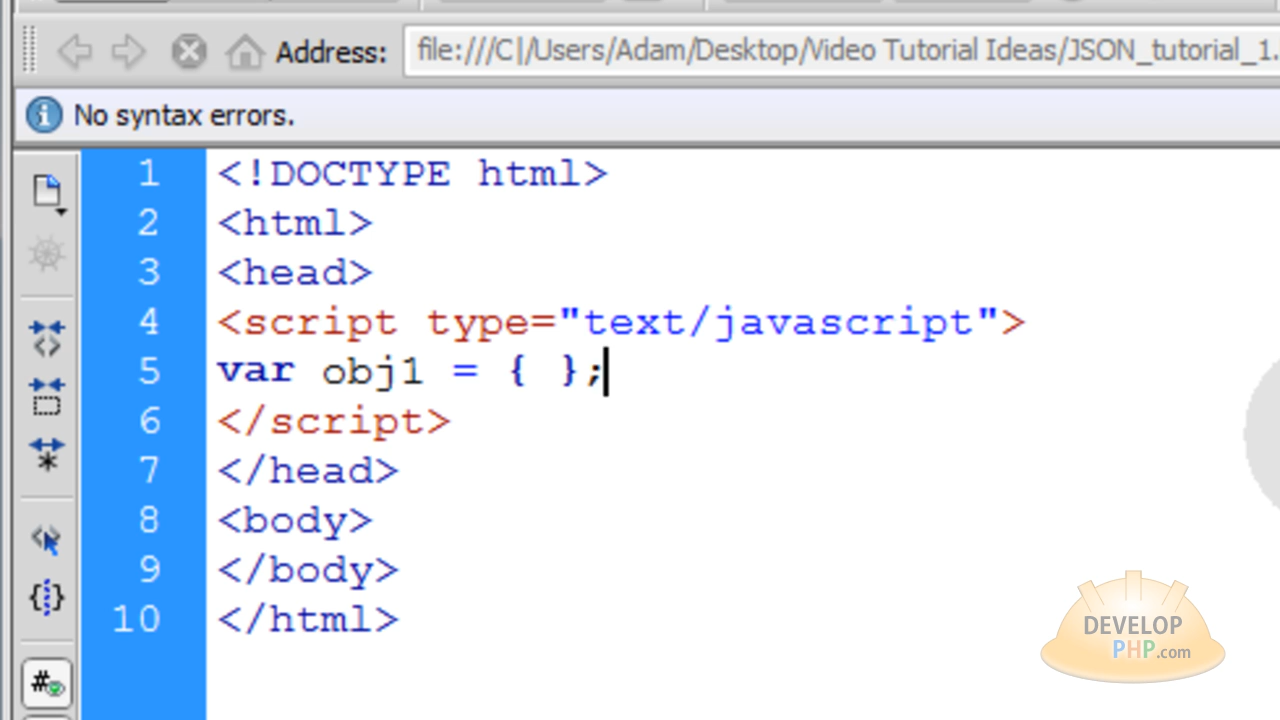 Address: file:///C|/Users/Adam/Desktop/Video Tutorial Ideas/JSON_tutorial_1.
No syntax errors.
1 <!DOCTYPE html>
2 <html>
3 <head>
4 <script type="text/javascript">
5 var obj1 = { };
6 </script>
7 </head>
8 <body>
9 </body>
10 </html>
DEVELOP
PHP.com